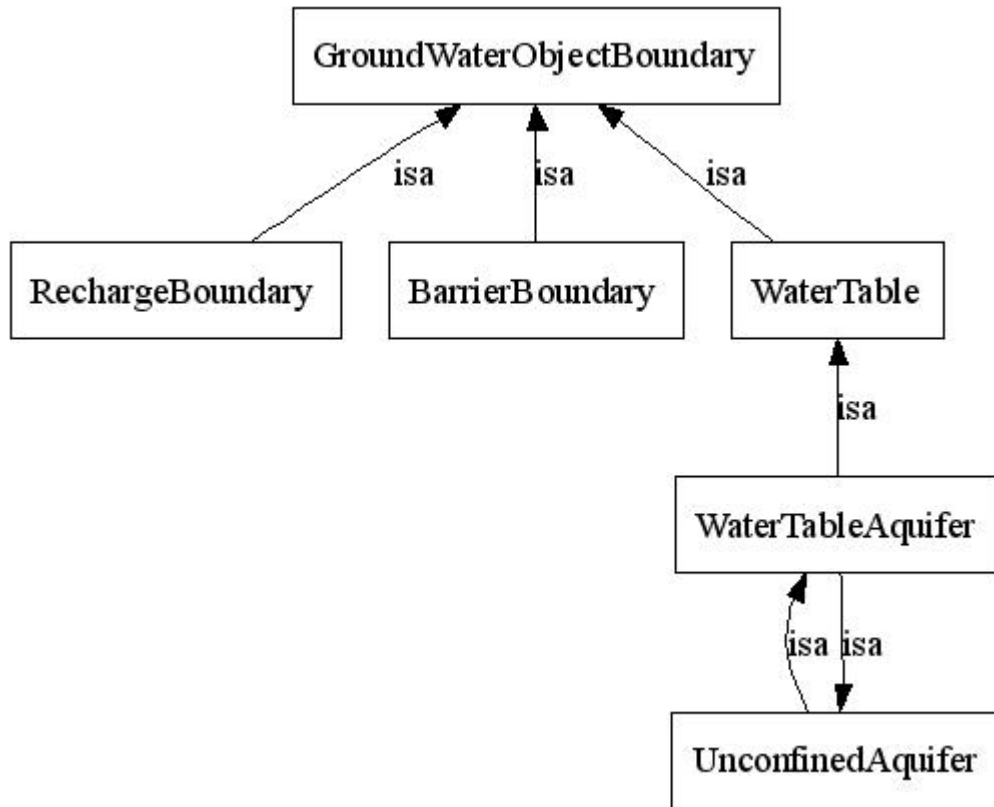 GroundWaterObjectBoundary
isa isa isa
RechargeBoundary BarrierBoundary WaterTable
isa
WaterTableAquifer
isa isa
UnconfinedAquifer